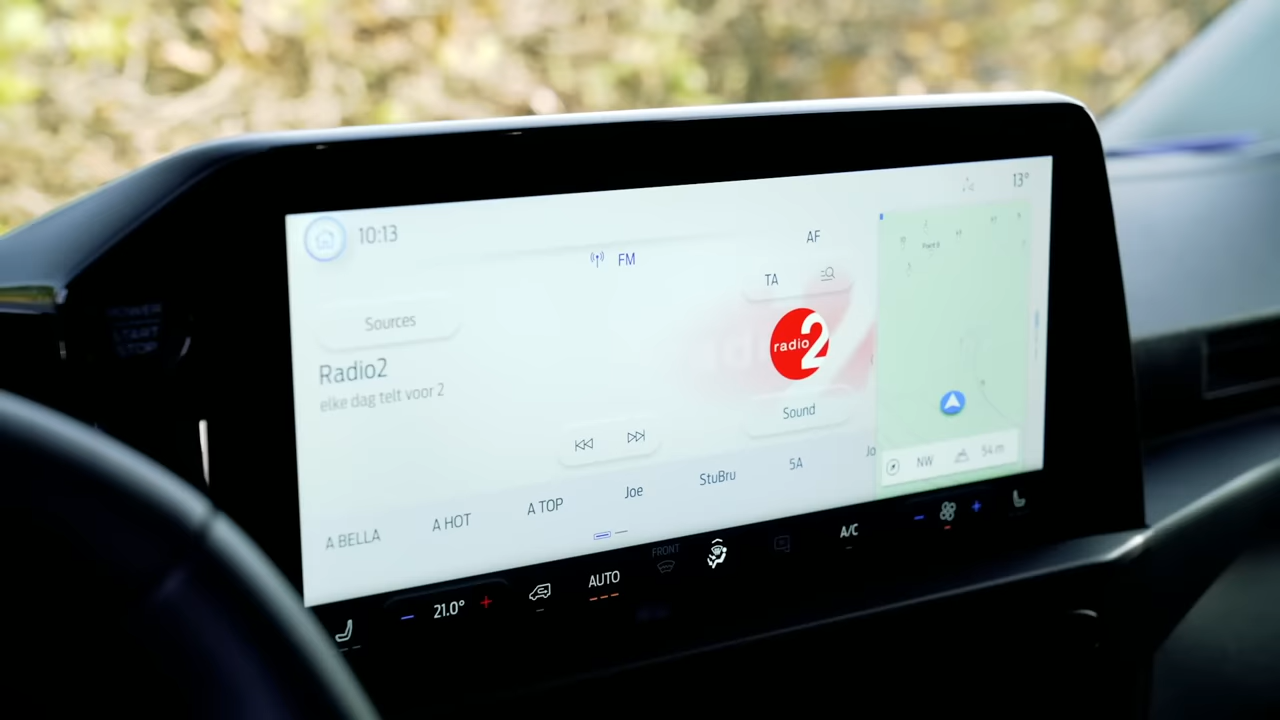 10:13
13°
FM
AF
TA
Sources
radio 2
Radio2
elke dag telt voor 2
Sound
A BELLA
A HOT
A TOP
Joe
StuBru
5A
Jo
NW
54 m
POWER
START
STOP
21.0°
AUTO
FRONT
A/C